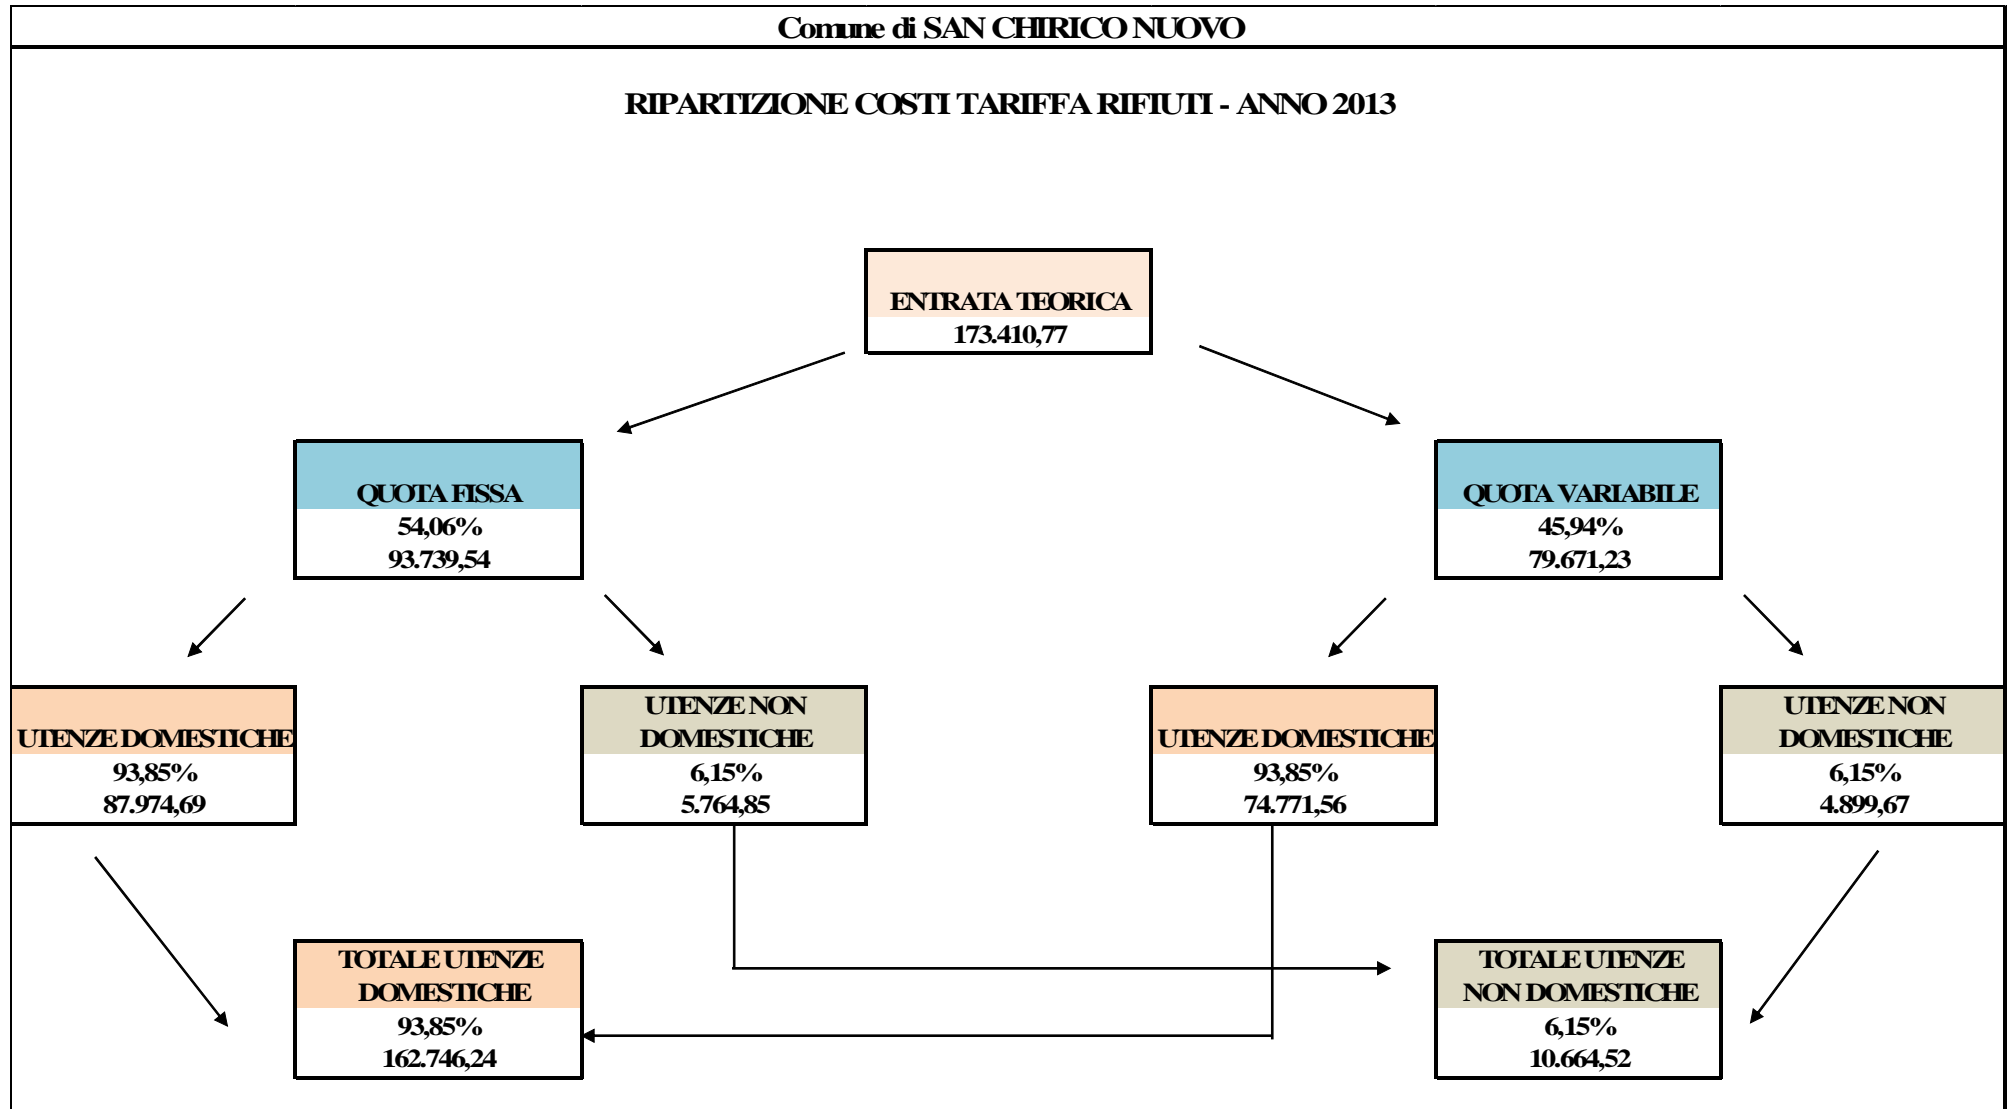 Comune di SAN CHIRICO NUOVO
RIPARTIZIONE COSTI TARIFFA RIFIUTI - ANNO 2013
ENTRATA TEORICA
173.410,77
QUOTA FISSA
54,06%
93.739,54
QUOTA VARIABILE
45,94%
79.671,23
UTENZE DOMESTICHE
93,85%
87.974,69
UTENZE NON
DOMESTICHE
6,15%
5.764,85
UTENZE DOMESTICHE
93,85%
74.771,56
UTENZE NON
DOMESTICHE
6,15%
4.899,67
TOTALE UTENZE
DOMESTICHE
93,85%
162.746,24
TOTALE UTENZE
NON DOMESTICHE
6,15%
10.664,52